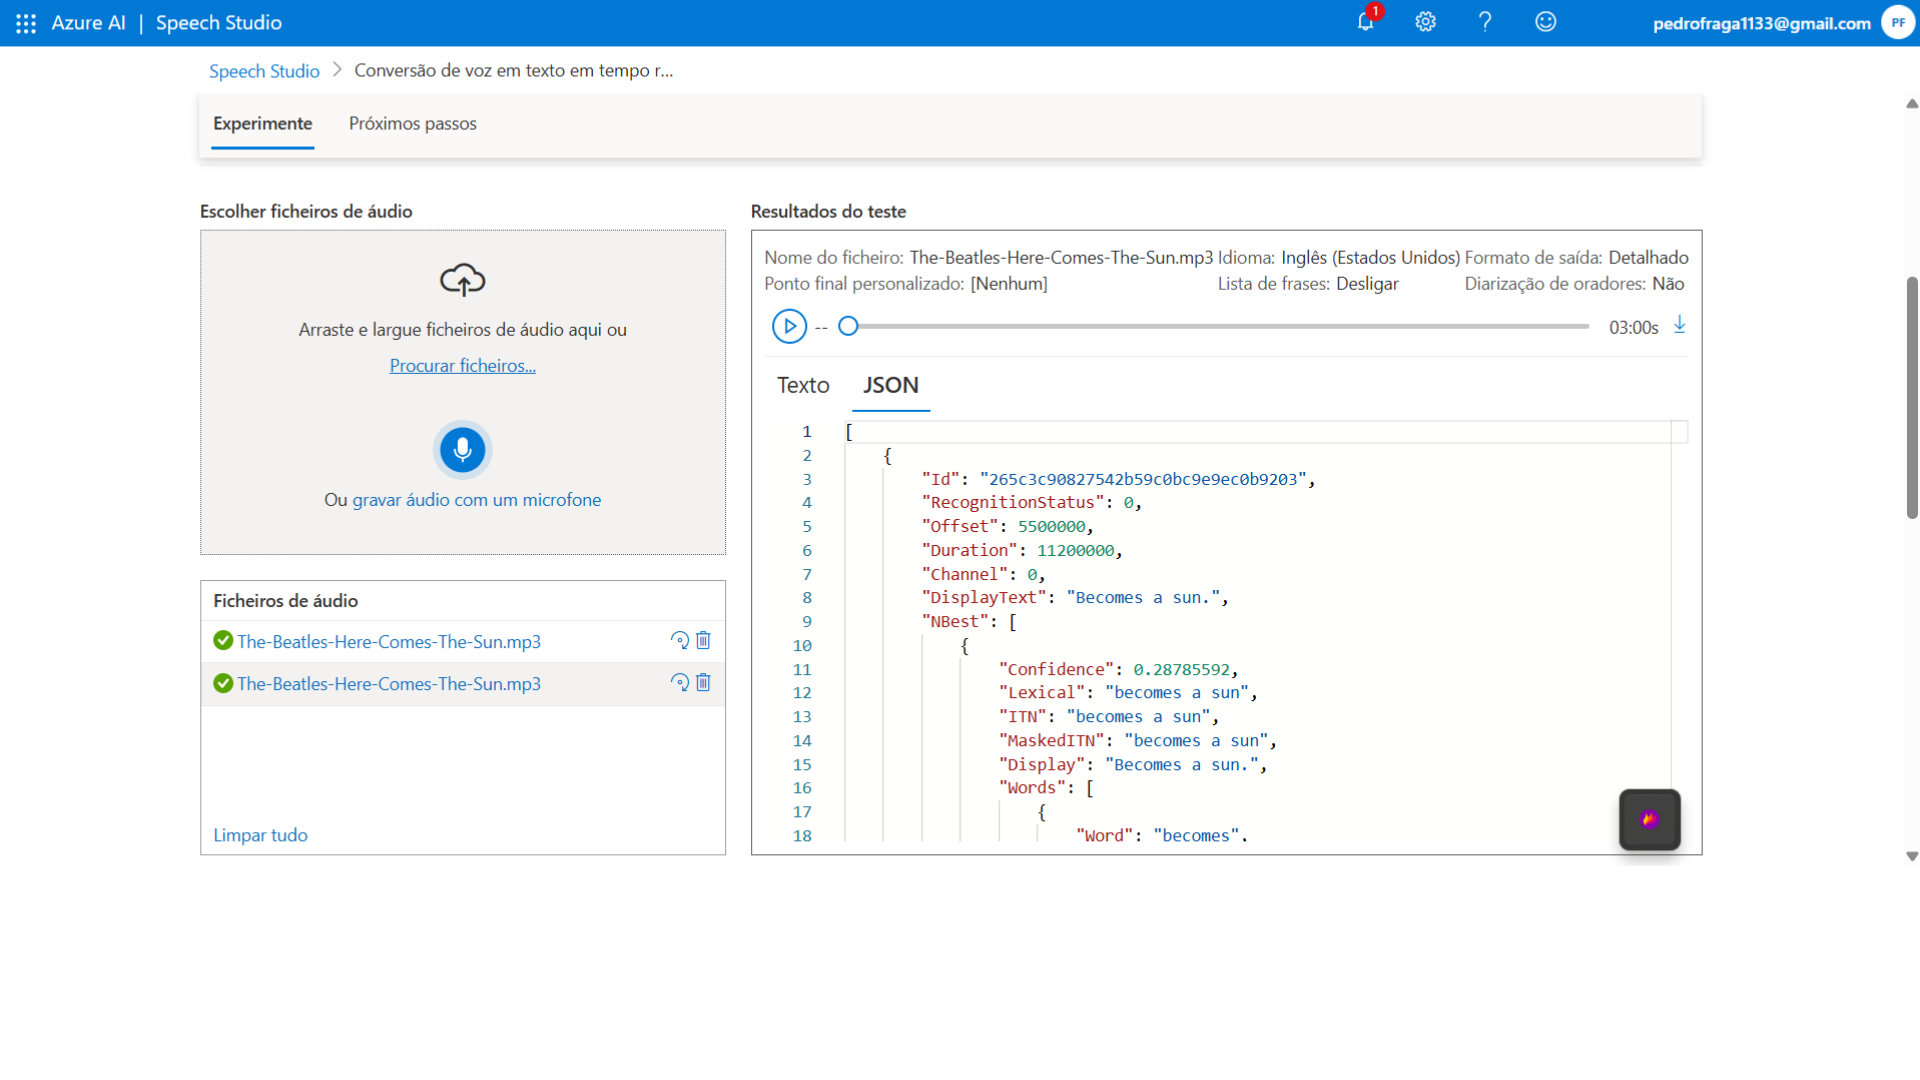 Azure AI | Speech Studio
1
pedrofraga1133@gmail.com
PF
Speech Studio > Conversão de voz em texto em tempo r...
Experimente
Próximos passos
Escolher ficheiros de áudio
Arraste e largue ficheiros de áudio aqui ou
Procurar ficheiros...
Ou gravar áudio com um microfone
Ficheiros de áudio
The-Beatles-Here-Comes-The-Sun.mp3
The-Beatles-Here-Comes-The-Sun.mp3
Limpar tudo
Resultados do teste
Nome do ficheiro: The-Beatles-Here-Comes-The-Sun.mp3 Idioma: Inglês (Estados Unidos) Formato de saída: Detalhado
Ponto final personalizado: [Nenhum] Lista de frases: Desligar Diarização de oradores: Não
-- 03:00s
Texto JSON
1 [
2 {
3 "Id": "265c3c90827542b59c0bc9e9ec0b9203",
4 "RecognitionStatus": 0,
5 "Offset": 5500000,
6 "Duration": 11200000,
7 "Channel": 0,
8 "DisplayText": "Becomes a sun.",
9 "NBest": [
10 {
11 "Confidence": 0.28785592,
12 "Lexical": "becomes a sun",
13 "ITN": "becomes a sun",
14 "MaskedITN": "becomes a sun",
15 "Display": "Becomes a sun.",
16 "Words": [
17 {
18 "Word": "becomes",